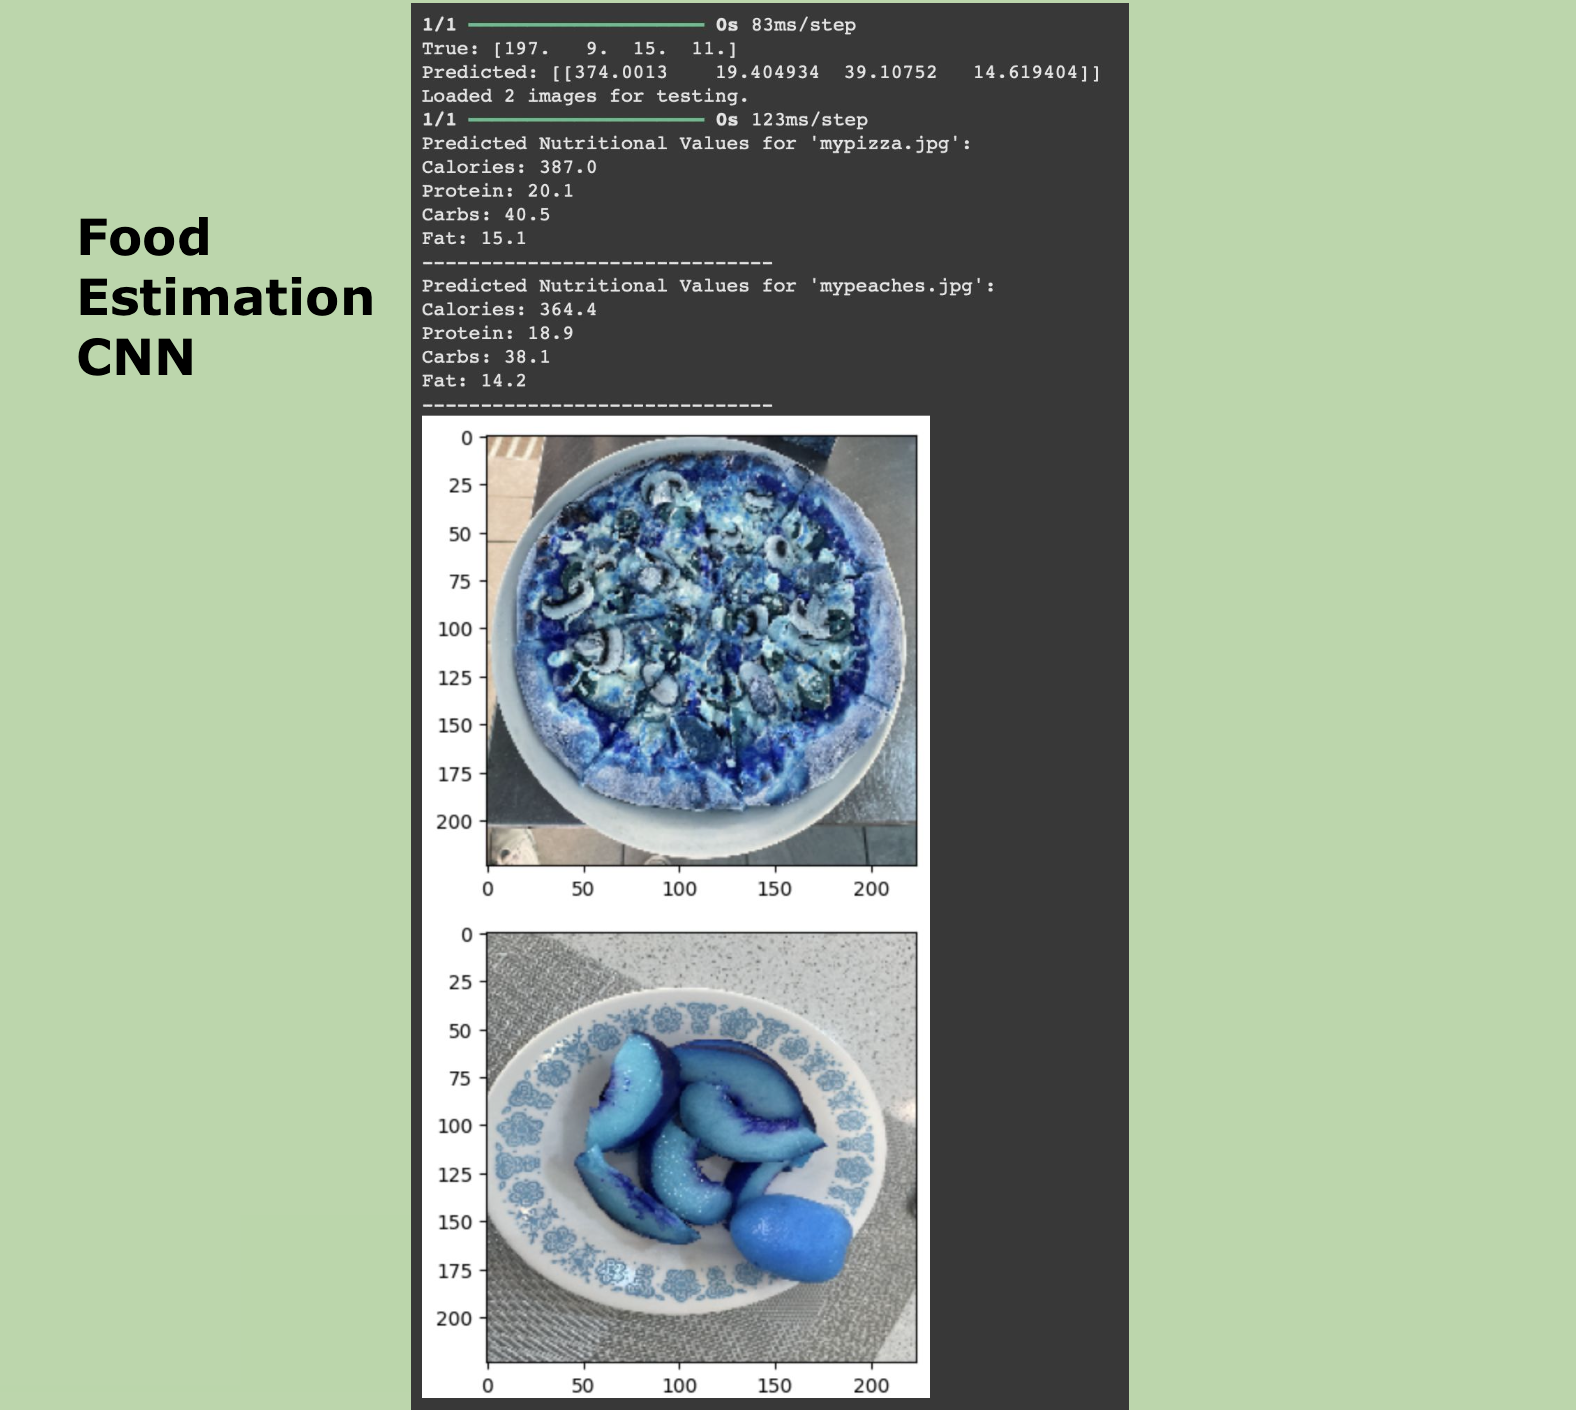 Food
Estimation
CNN
1/1 ━━━━━━━━━━━━━━━━━━━━ 0s 83ms/step
True: [197.   9.  15.  11.]
Predicted: [[374.0013    19.404934  39.10752   14.619404]]
Loaded 2 images for testing.
1/1 ━━━━━━━━━━━━━━━━━━━━ 0s 123ms/step
Predicted Nutritional Values for 'mypizza.jpg':
Calories: 387.0
Protein: 20.1
Carbs: 40.5
Fat: 15.1
------------------------------
Predicted Nutritional Values for 'mypeaches.jpg':
Calories: 364.4
Protein: 18.9
Carbs: 38.1
Fat: 14.2
------------------------------
0
25
50
75
100
125
150
175
200
0 50 100 150 200
0
25
50
75
100
125
150
175
200
0 50 100 150 200